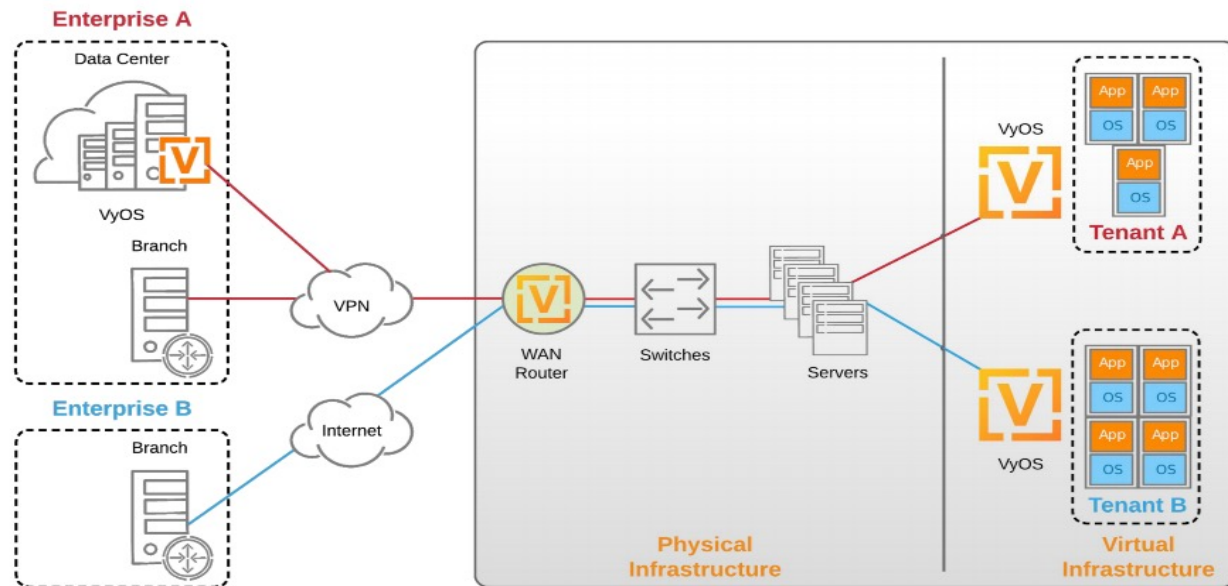 Enterprise A
Data Center
VyOS
Branch
VPN
Enterprise B
Branch
Internet
WAN
Router
Switches
Servers
Physical
Infrastructure
VyOS
App App
OS OS
App
OS
Tenant A
VyOS
App App
OS OS
App App
OS OS
Tenant B
Virtual
Infrastructure